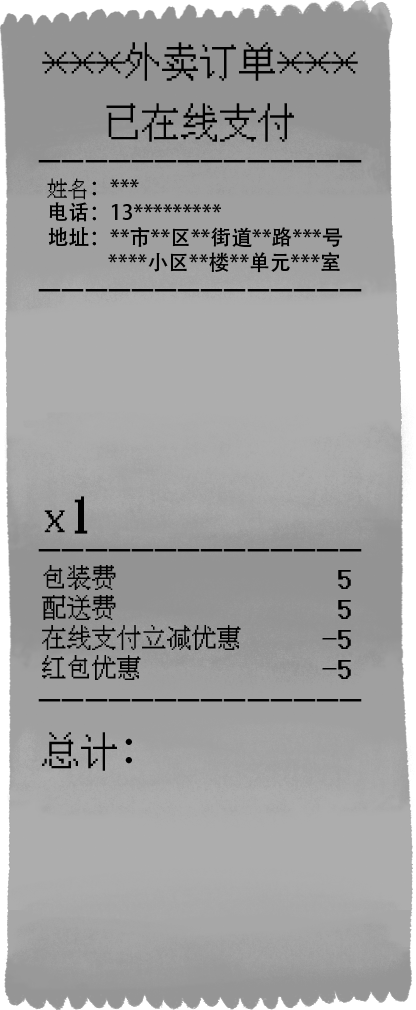 ***外卖订单***
已在线支付
姓名：***
电话：13*********
地址：**市**区**街道**路***号
****小区**楼**单元***室
x1
包装费 5
配送费 5
在线支付立减优惠 -5
红包优惠 -5
总计：